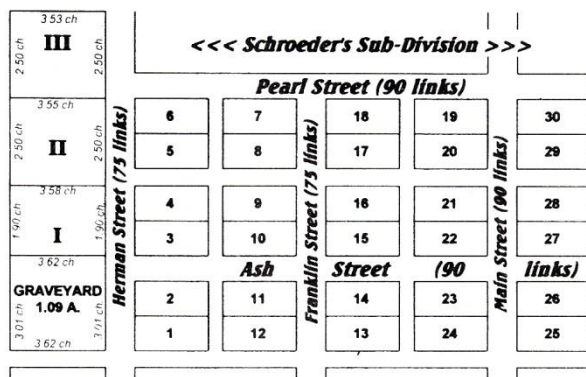 3 53 ch
III
2 50 ch
2 50 ch
<<< Schroeder's Sub-Division >>>
Pearl Street (90 links)
3 55 ch
II
2 50 ch
2 50 ch
6 7 18 19 30
5 8 17 20 29
3 58 ch
I
1 90 ch
1 90 ch
4 9 16 21 28
3 10 15 22 27
3 62 ch
Ash Street (90 links)
GRAVEYARD
1.09 A.
3 01 ch
3 01 ch
3 62 ch
2 11 14 23 26
1 12 13 24 25
Herman Street (75 links)
Franklin Street (75 links)
Main Street (90 links)